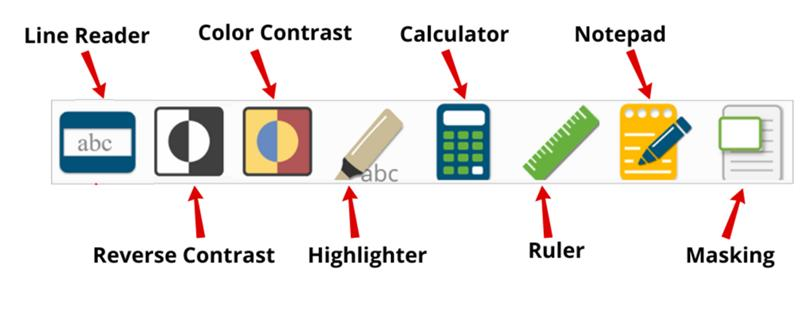 Line Reader
Color Contrast
Calculator
Notepad
abc
abc
Reverse Contrast
Highlighter
Ruler
Masking